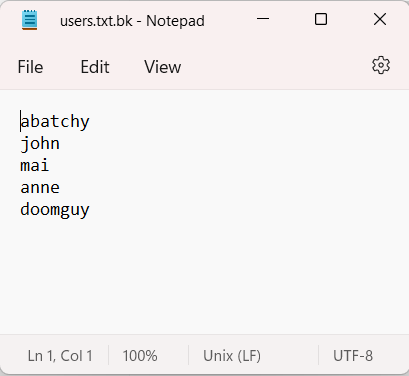 users.txt.bk - Notepad
File Edit View
abatchy
john
mai
anne
doomguy
Ln 1, Col 1 100% Unix (LF) UTF-8